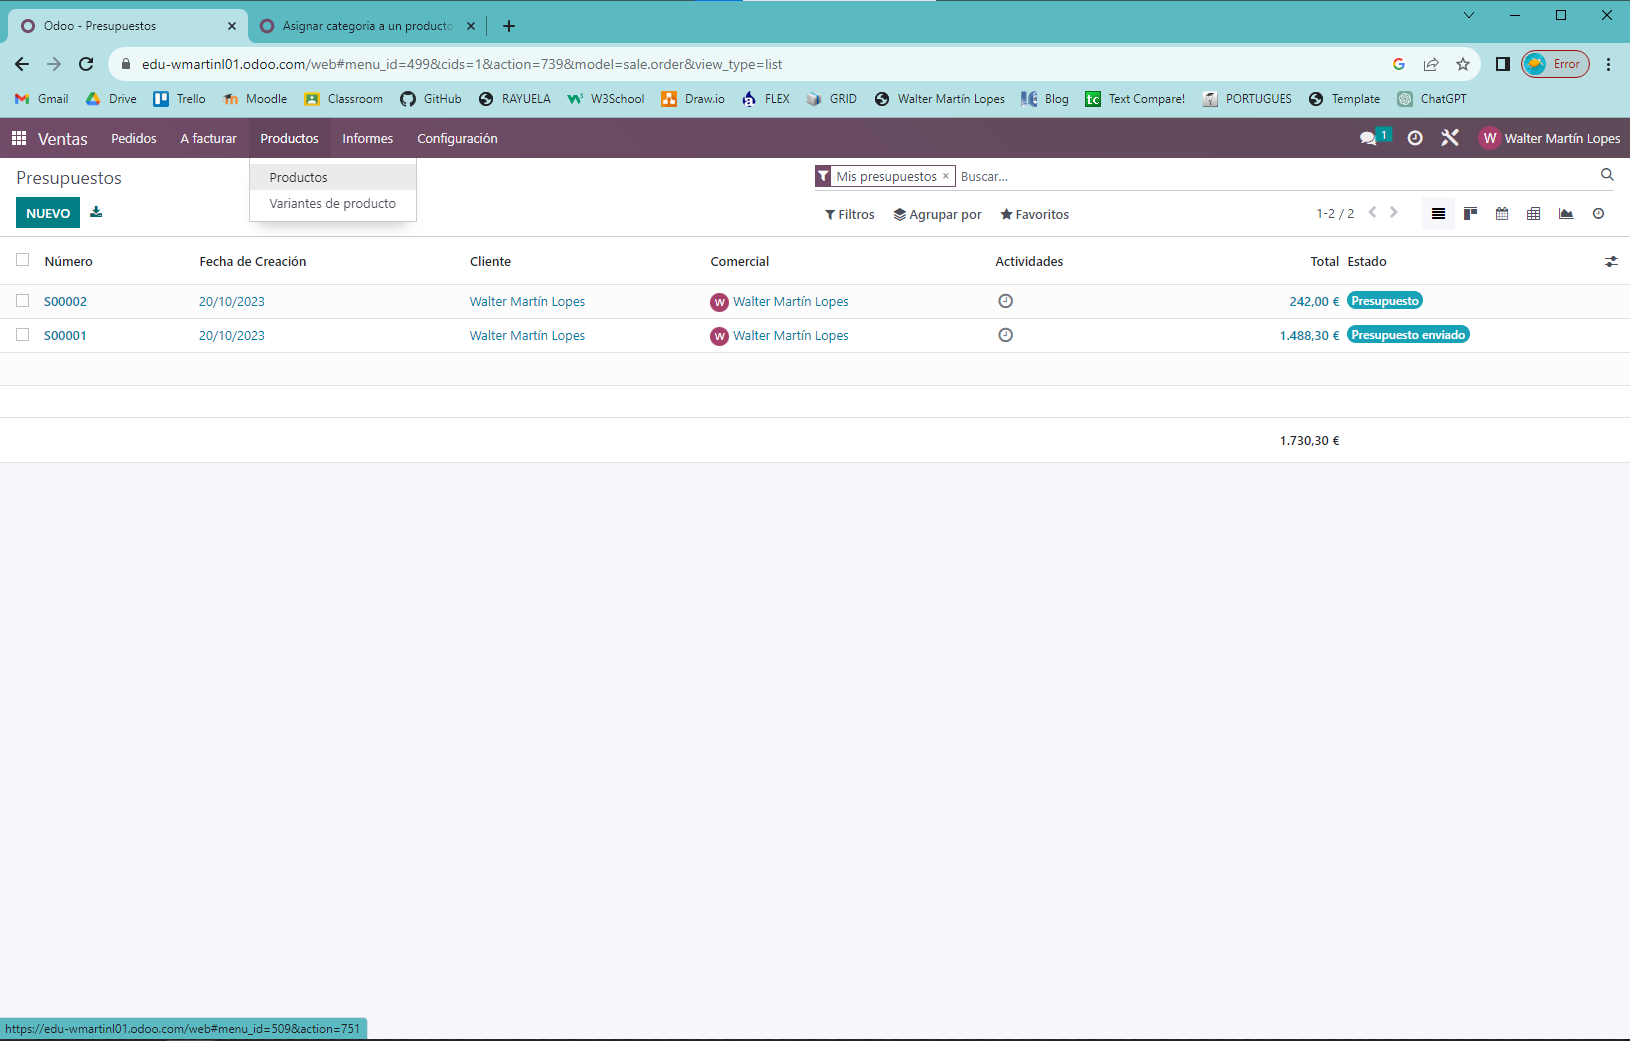 Odoo - Presupuestos
Asignar categoria a un producto
edu-wmartinl01.odoo.com/web#menu_id=499&cids=1&action=739&model=sale.order&view_type=list
Error
Gmail Drive Trello Moodle Classroom GitHub RAYUELA W3School Draw.io FLEX GRID Walter Martín Lopes Blog Text Compare! PORTUGUES Template ChatGPT
Ventas Pedidos A facturar Productos Informes Configuración 1 W Walter Martín Lopes
Presupuestos
Productos
Variantes de producto
Mis presupuestos × Buscar...
NUEVO
Filtros Agrupar por Favoritos 1-2 / 2
Número Fecha de Creación Cliente Comercial Actividades Total Estado
S00002 20/10/2023 Walter Martín Lopes W Walter Martín Lopes 242,00 € Presupuesto
S00001 20/10/2023 Walter Martín Lopes W Walter Martín Lopes 1.488,30 € Presupuesto enviado
1.730,30 €
https://edu-wmartinl01.odoo.com/web#menu_id=509&action=751